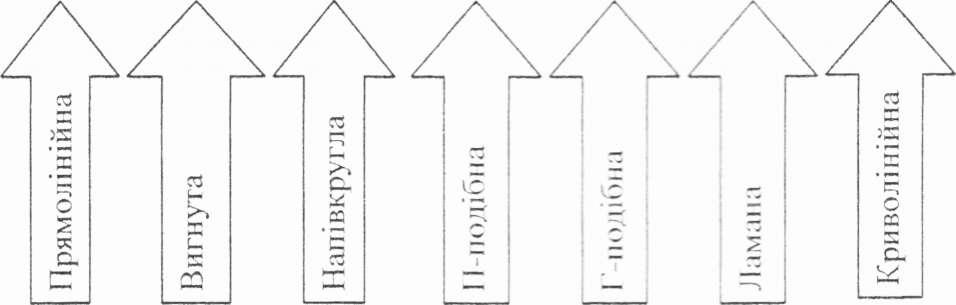 Прямолінійна
Вигнута
Напівкругла
П-подібна
Г-подібна
Ламана
Криволінійна